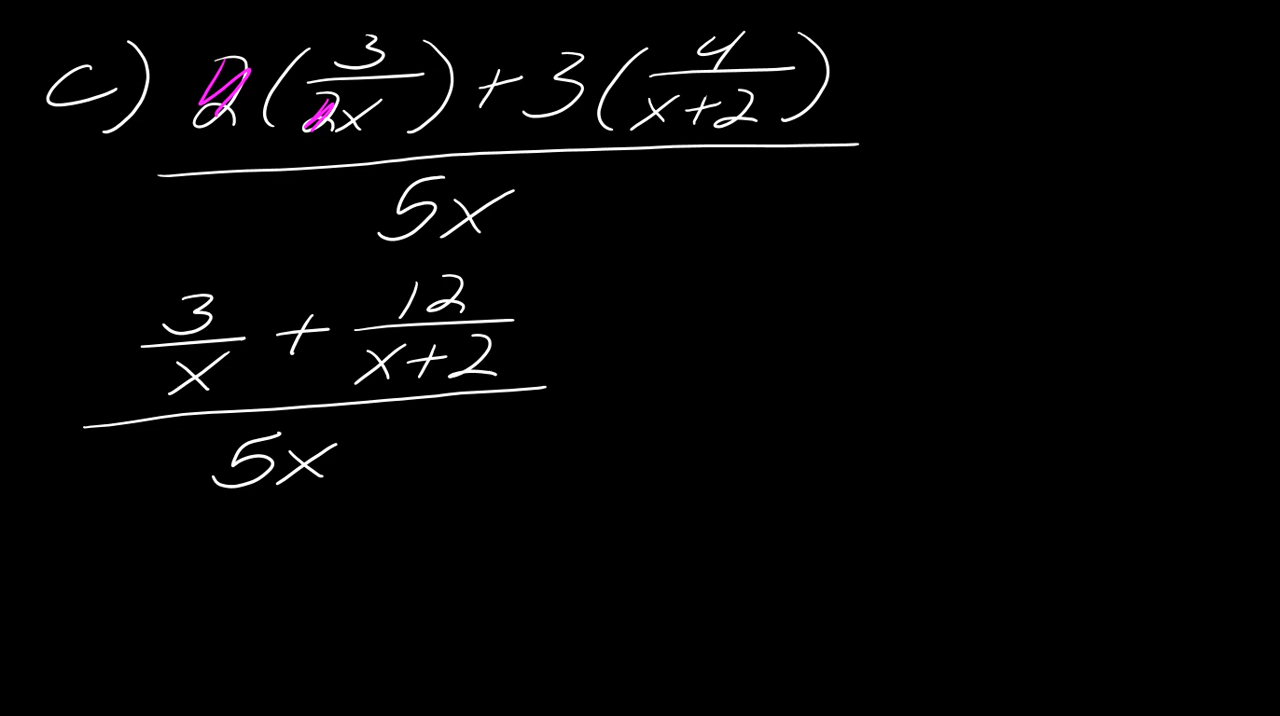 c) 2(3/2x) + 3(4/x+2)
5x
3/x + 12/x+2
5x